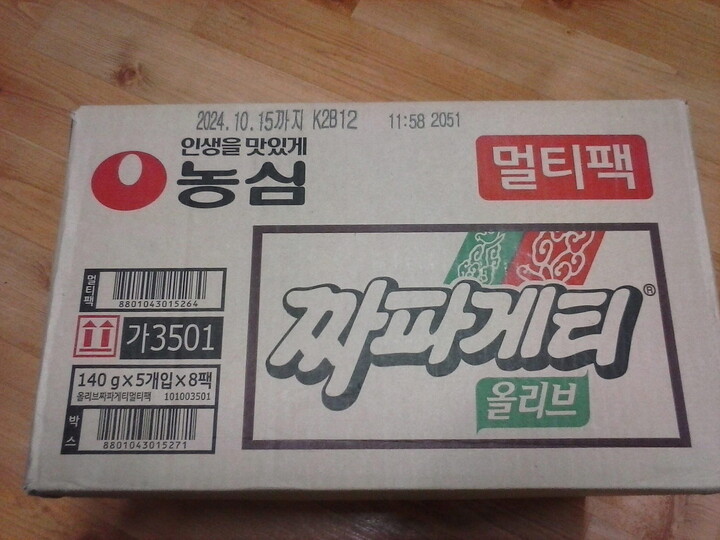 2024.10.15까지 K2B12 11:58 2051
인생을 맛있게
농심
멀티팩
짜파게티®
올리브
멀티팩
8801043015264
가3501
140 g×5개입×8팩
올리브짜파게티멀티팩 101003501
박스
8801043015271